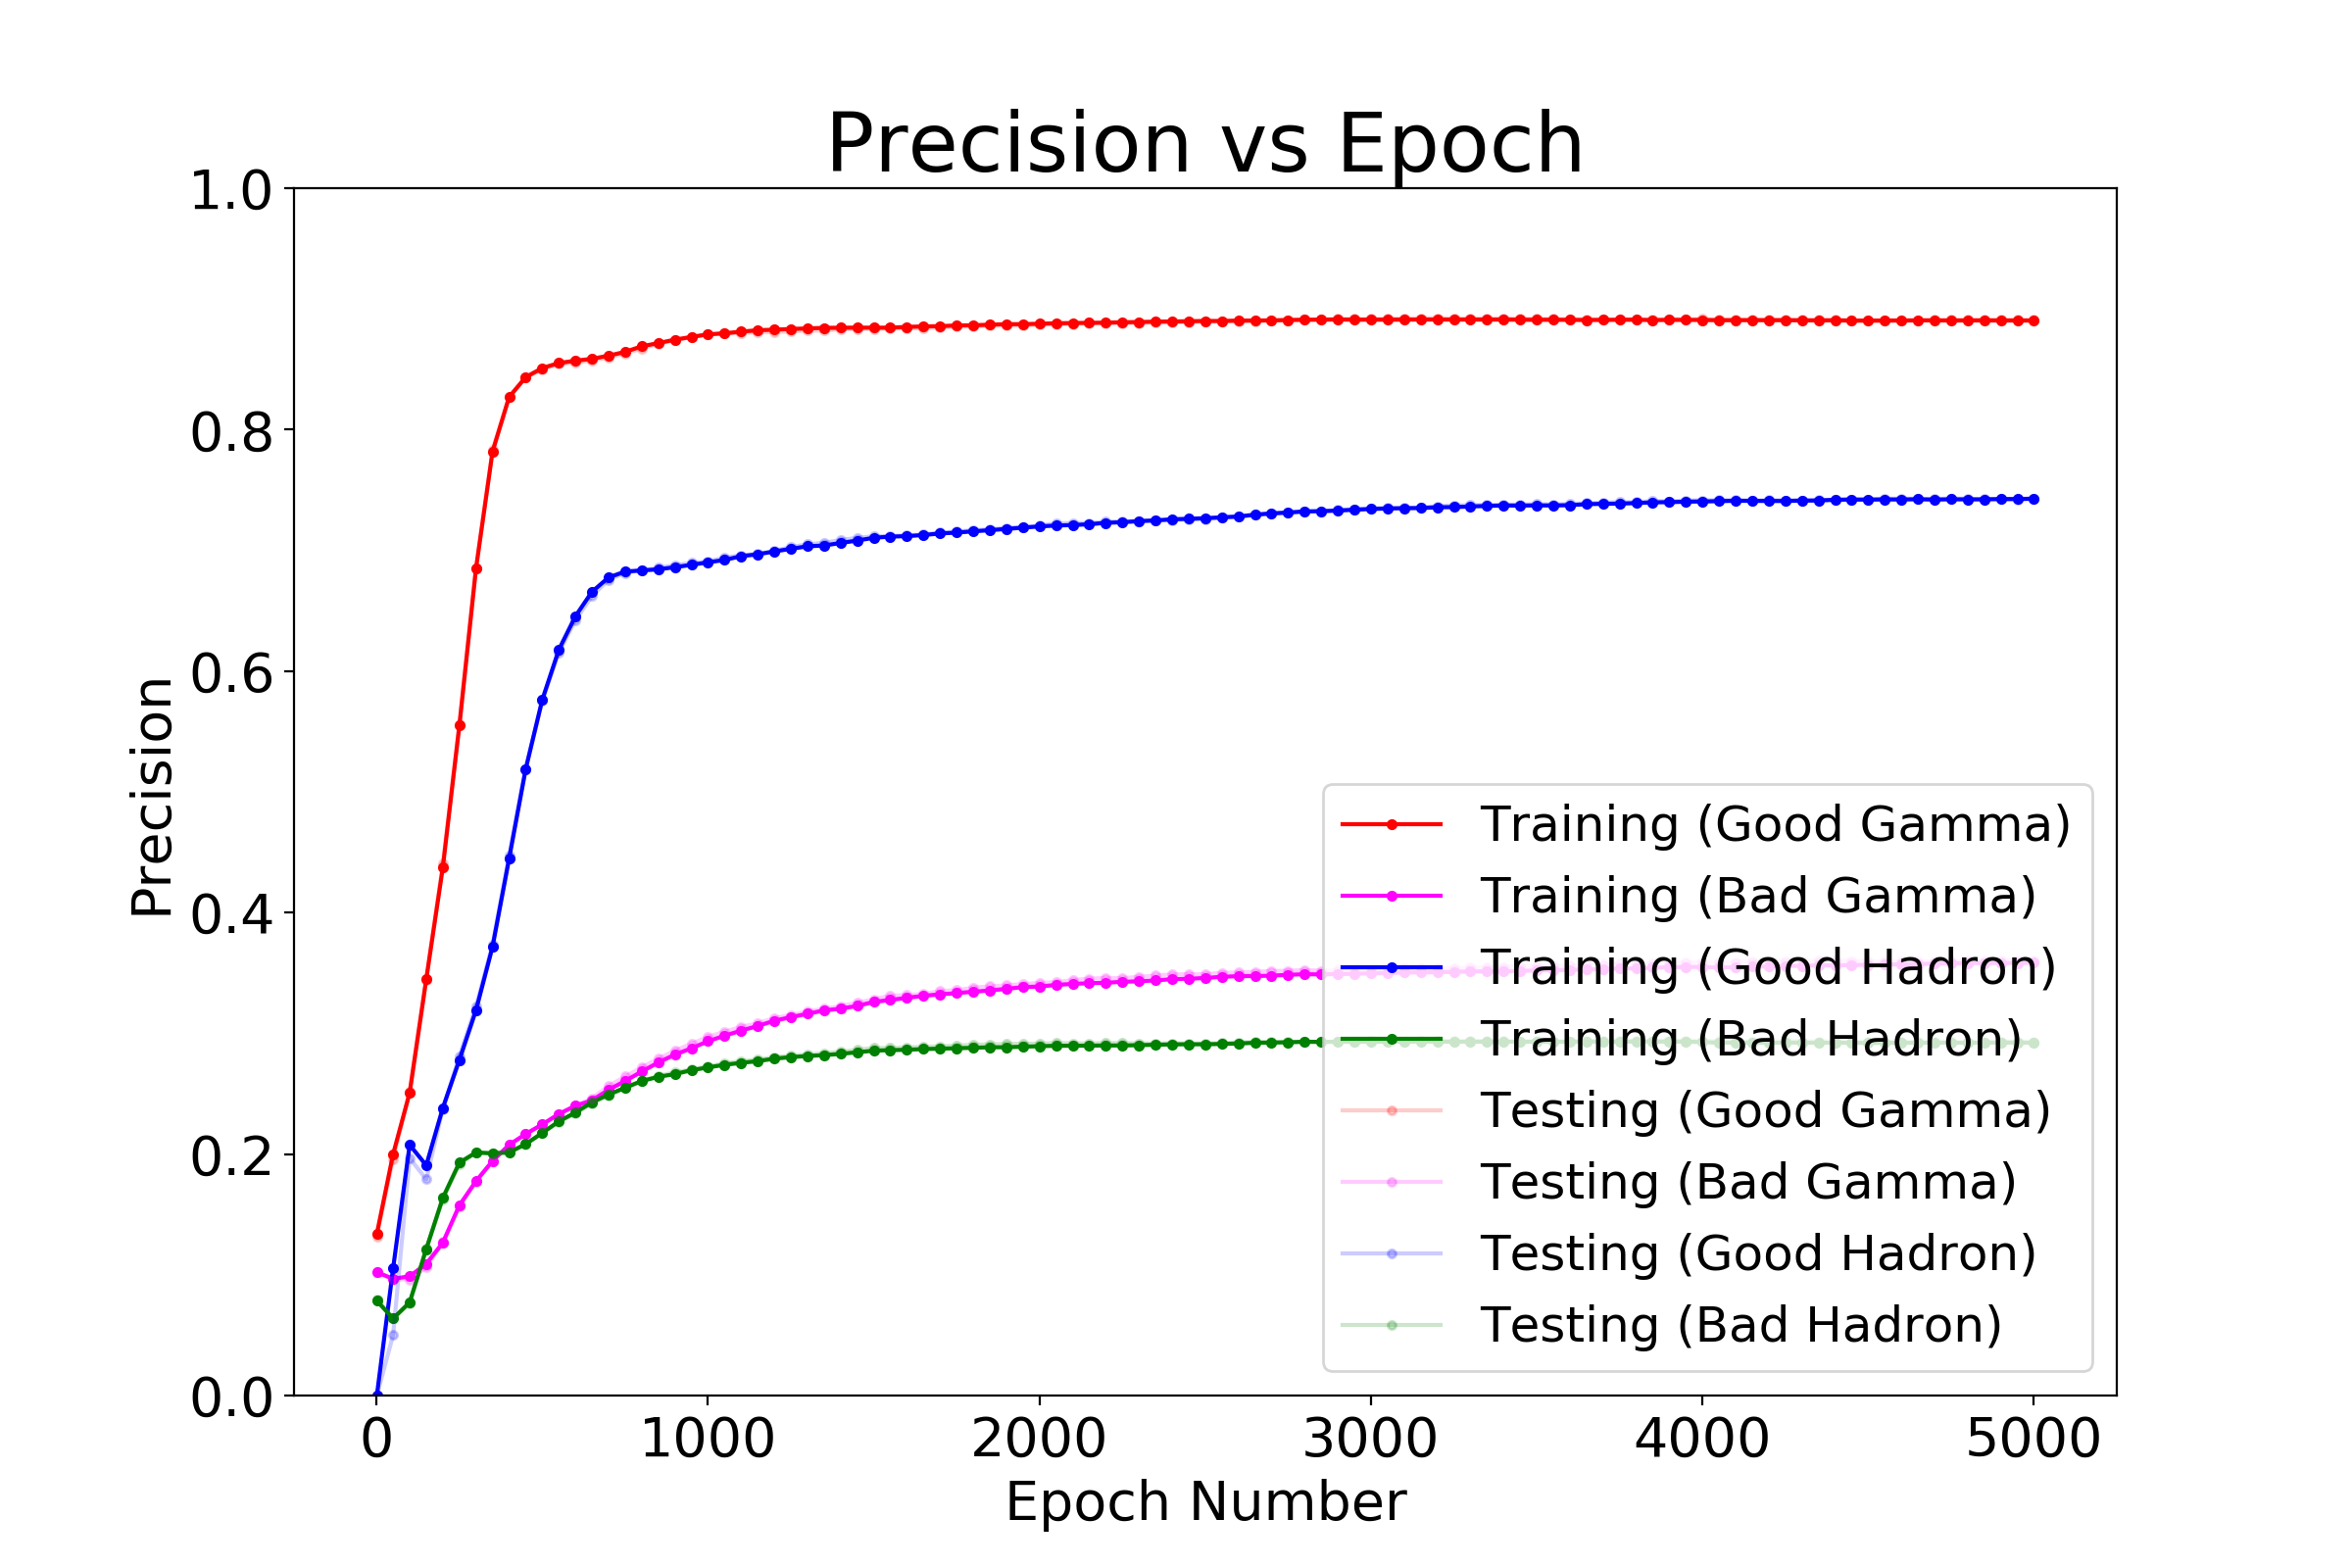 Precision vs Epoch
1.0
0.8
0.6
0.4
0.2
0.0
Precision
Training (Good Gamma)
Training (Bad Gamma)
Training (Good Hadron)
Training (Bad Hadron)
Testing (Good Gamma)
Testing (Bad Gamma)
Testing (Good Hadron)
Testing (Bad Hadron)
0 1000 2000 3000 4000 5000
Epoch Number